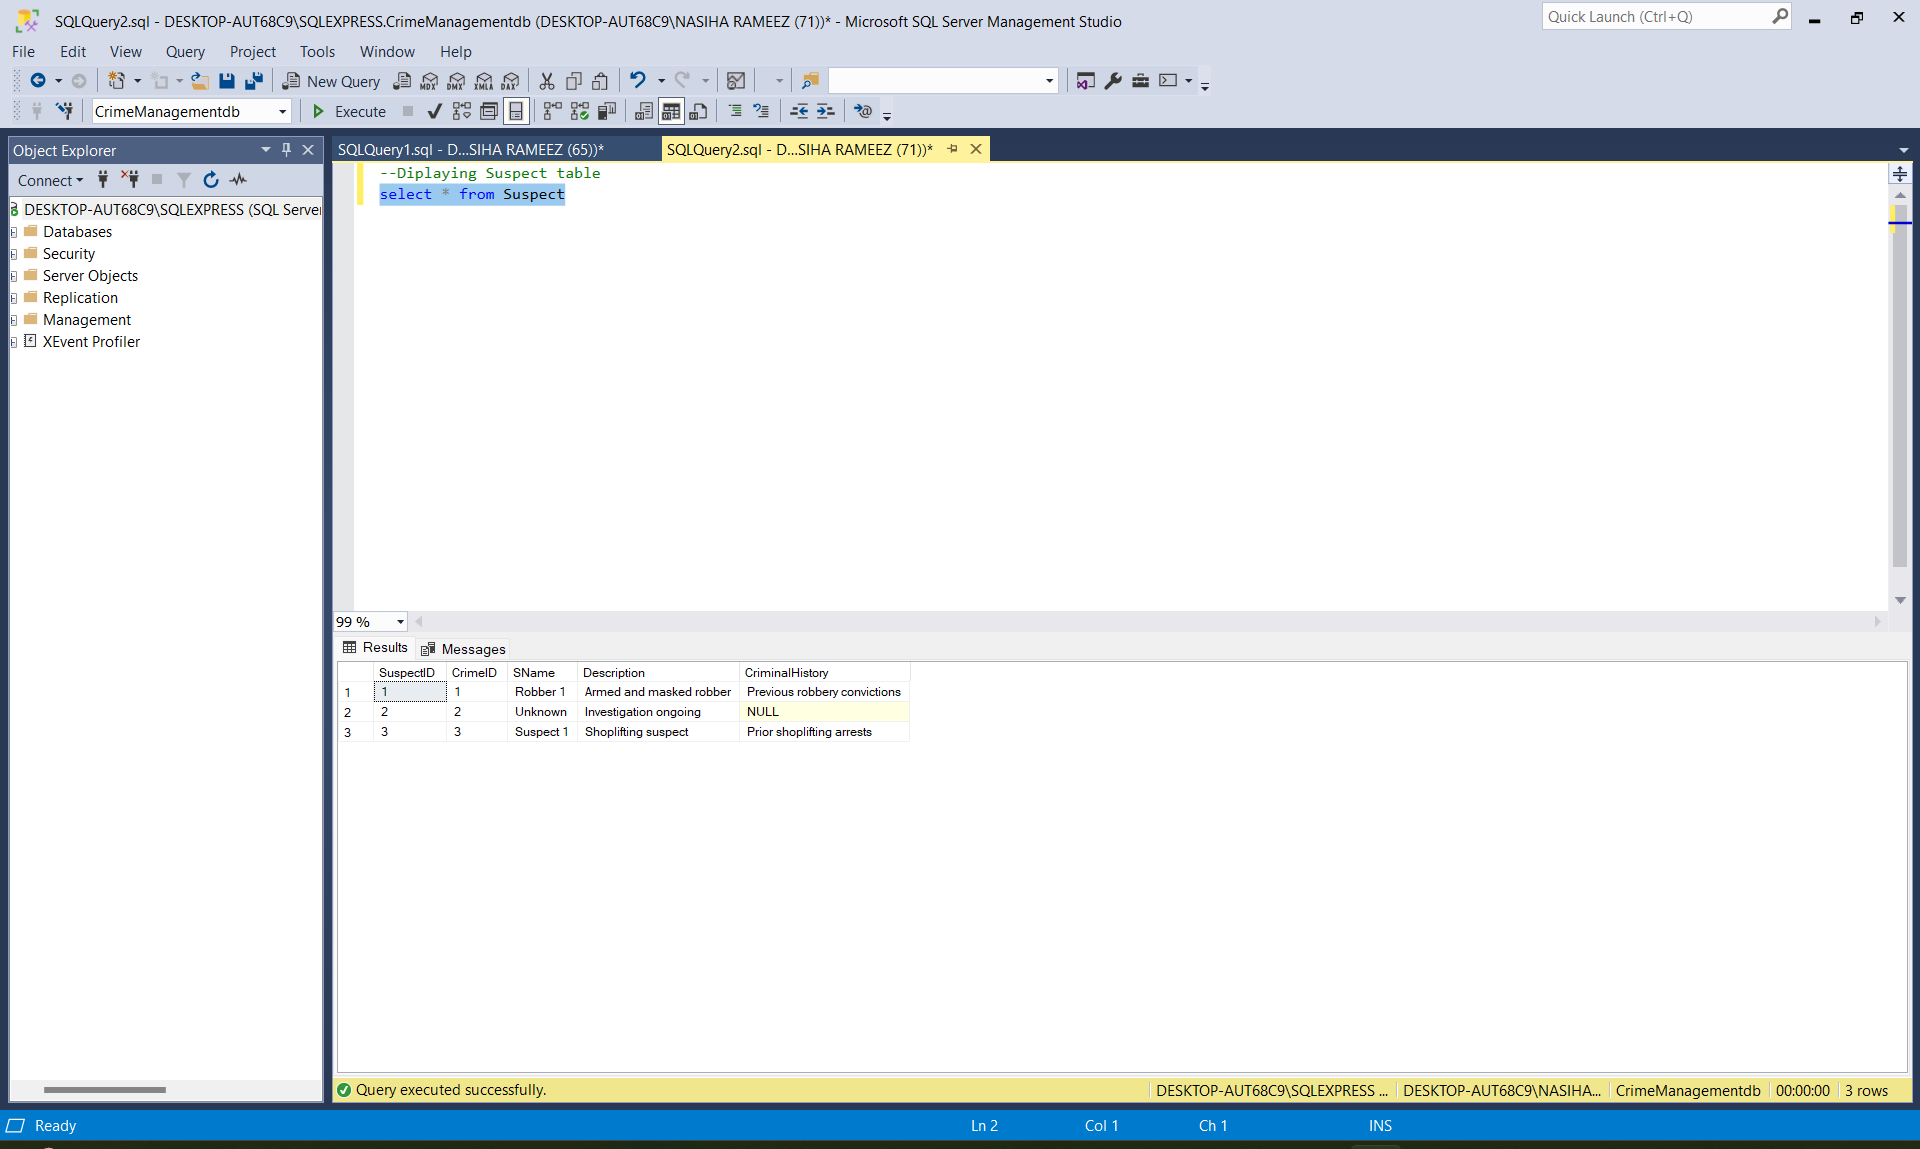 SQLQuery2.sql - DESKTOP-AUT68C9\SQLEXPRESS.CrimeManagementdb (DESKTOP-AUT68C9\NASIHA RAMEEZ (71))* - Microsoft SQL Server Management Studio
Quick Launch (Ctrl+Q)
File Edit View Query Project Tools Window Help
New Query MDX DMX XMLA DAX
CrimeManagementdb Execute
Object Explorer
SQLQuery1.sql - D...SIHA RAMEEZ (65))* SQLQuery2.sql - D...SIHA RAMEEZ (71))*
Connect
DESKTOP-AUT68C9\SQLEXPRESS (SQL Server
Databases
Security
Server Objects
Replication
Management
XEvent Profiler
--Diplaying Suspect table
select * from Suspect
99 %
Results Messages
SuspectID CrimeID SName Description CriminalHistory
1 1 1 Robber 1 Armed and masked robber Previous robbery convictions
2 2 2 Unknown Investigation ongoing NULL
3 3 3 Suspect 1 Shoplifting suspect Prior shoplifting arrests
Query executed successfully. DESKTOP-AUT68C9\SQLEXPRESS ... DESKTOP-AUT68C9\NASIHA... CrimeManagementdb 00:00:00 3 rows
Ready Ln 2 Col 1 Ch 1 INS